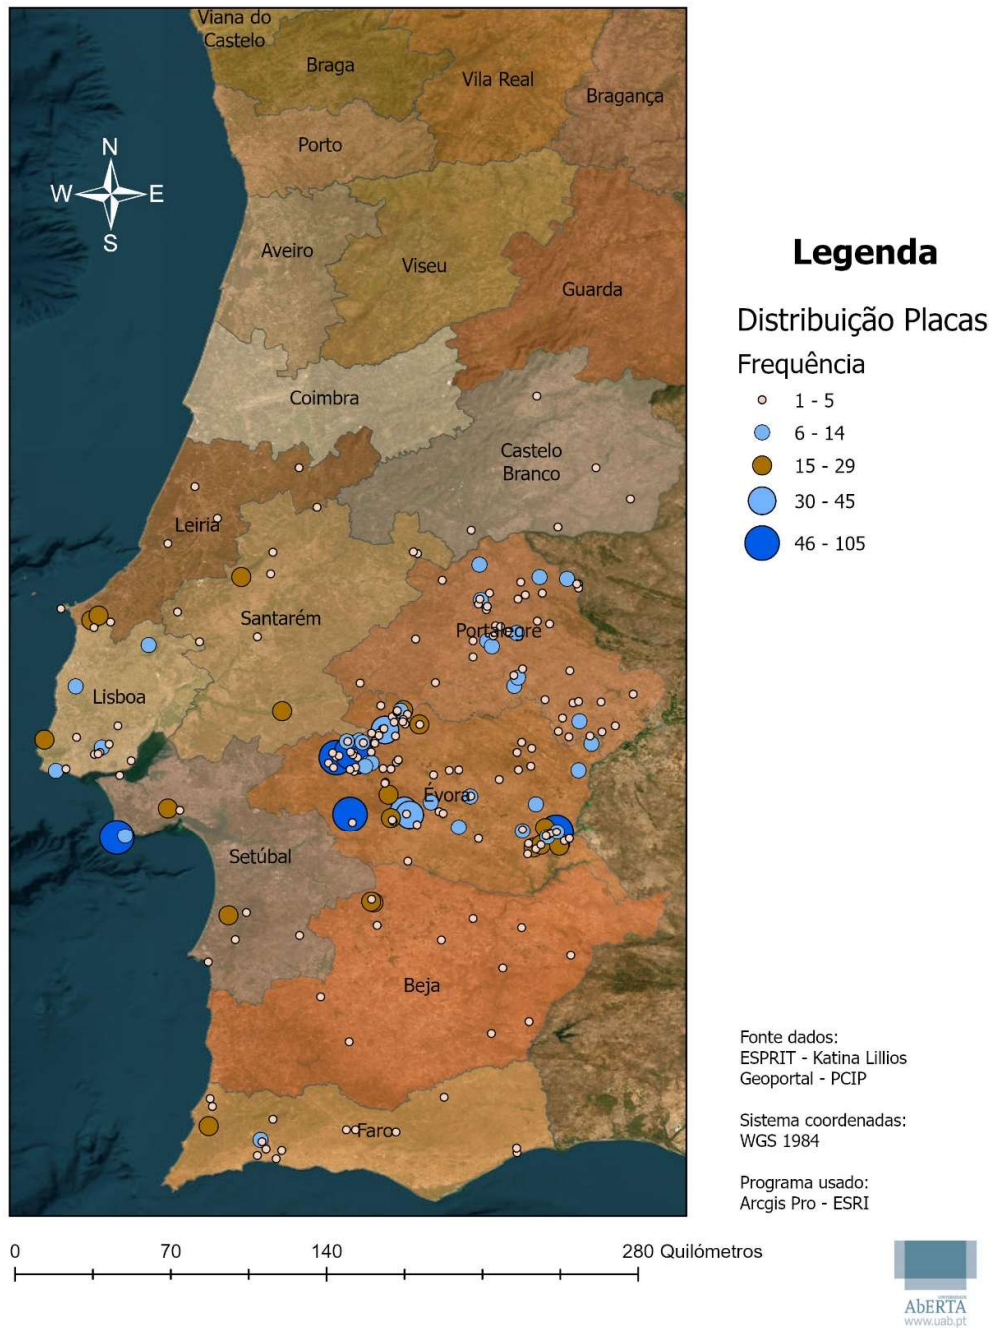 Viana do
Castelo
Braga
Vila Real
Bragança
Porto
N
W
E
S
Aveiro
Viseu
Guarda
Coimbra
Castelo
Branco
Leiria
Santarém
Portalegre
Lisboa
Évora
Setúbal
Beja
Faro
Legenda
Distribuição Placas
Frequência
1 - 5
6 - 14
15 - 29
30 - 45
46 - 105
Fonte dados:
ESPRIT - Katina Lillios
Geoportal - PCIP
Sistema coordenadas:
WGS 1984
Programa usado:
Arcgis Pro - ESRI
0 70 140 280 Quilómetros
AbERTA
www.uab.pt